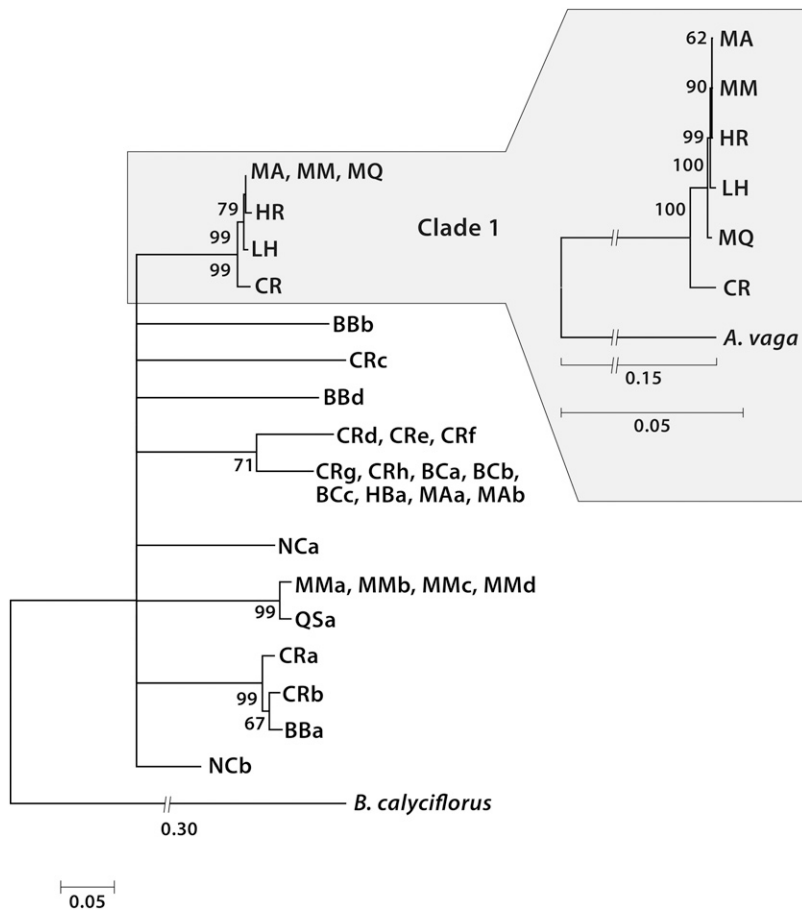 62
MA
90
MM
99
HR
100
LH
100
MQ
CR
A. vaga
0.15
0.05
Clade 1
MA, MM, MQ
79
HR
99
LH
99
CR
BBb
CRc
BBd
CRd, CRe, CRf
71
CRg, CRh, BCa, BCb,
BCc, HBa, MAa, MAb
NCa
MMa, MMb, MMc, MMd
99
QSa
CRa
99
CRb
67
BBa
NCb
B. calyciflorus
0.30
0.05